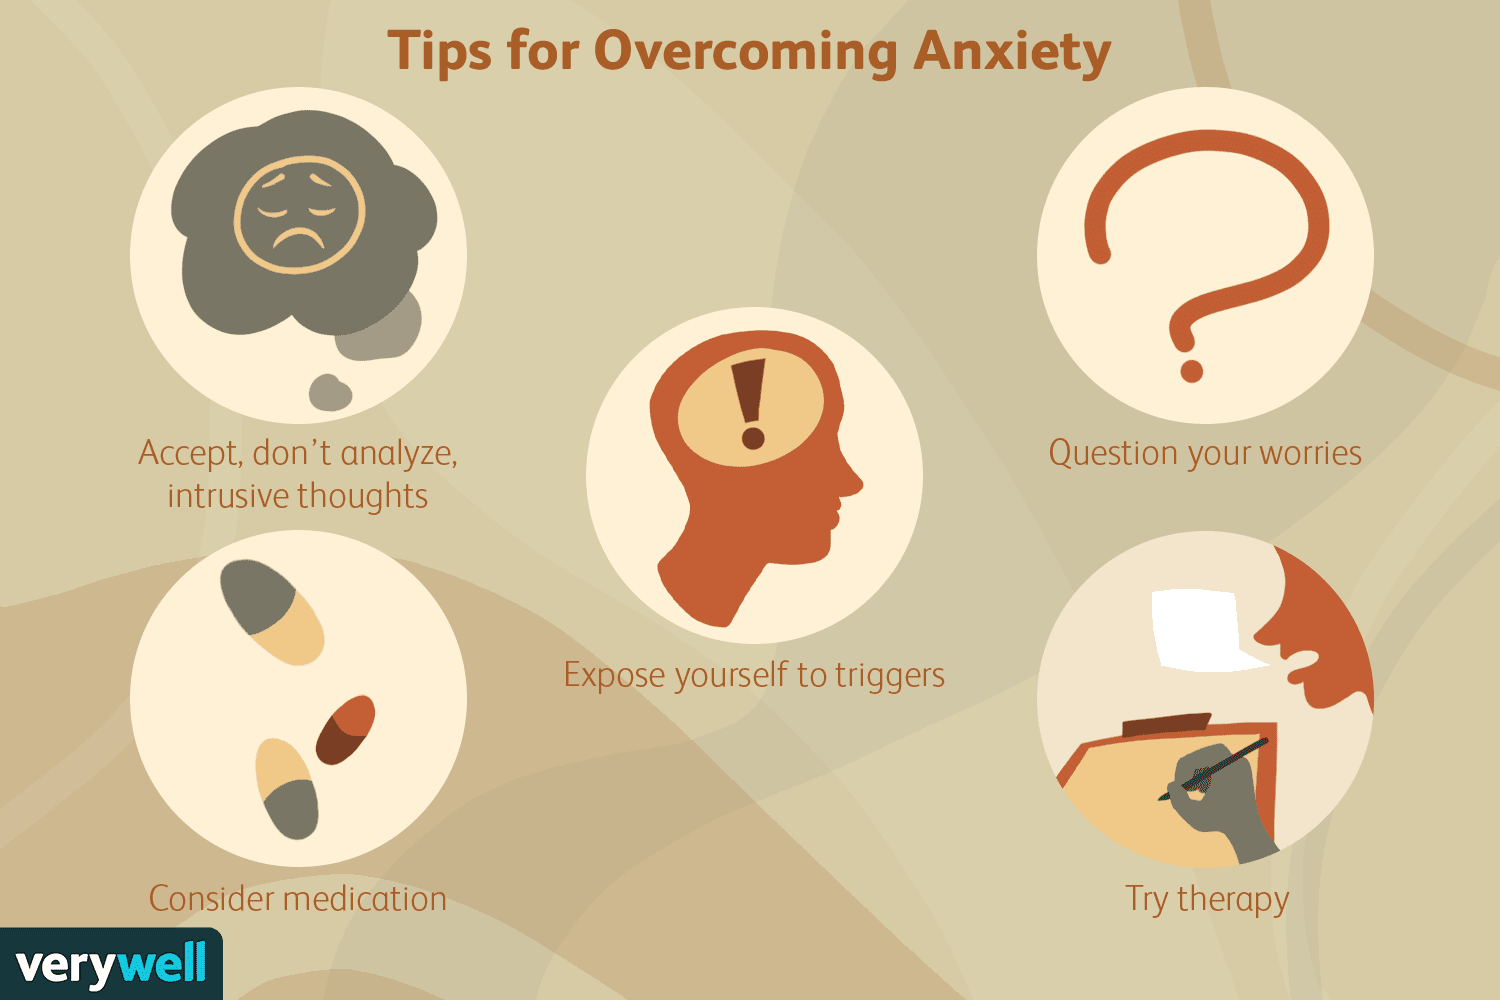 Tips for Overcoming Anxiety
Accept, don’t analyze,
intrusive thoughts
Question your worries
Expose yourself to triggers
Consider medication
Try therapy
verywell